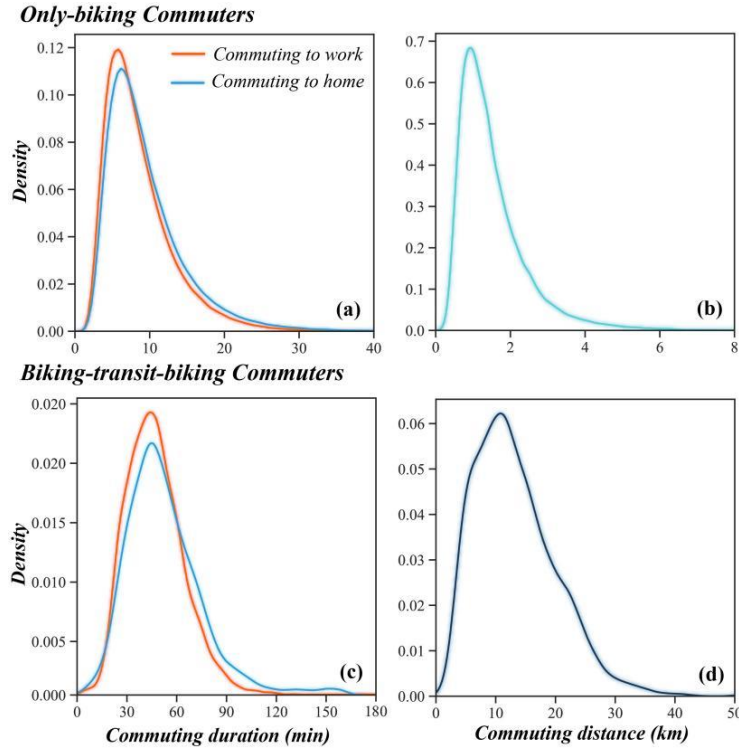 Only-biking Commuters
Density
0.12
0.10
0.08
0.06
0.04
0.02
0.00
Commuting to work
Commuting to home
(a)
0 10 20 30 40
0.7
0.6
0.5
0.4
0.3
0.2
0.1
0.0
(b)
0 2 4 6 8
Biking-transit-biking Commuters
Density
0.020
0.015
0.010
0.005
0.000
(c)
0 30 60 90 120 150 180
Commuting duration (min)
0.06
0.05
0.04
0.03
0.02
0.01
0.00
(d)
0 10 20 30 40 50
Commuting distance (km)